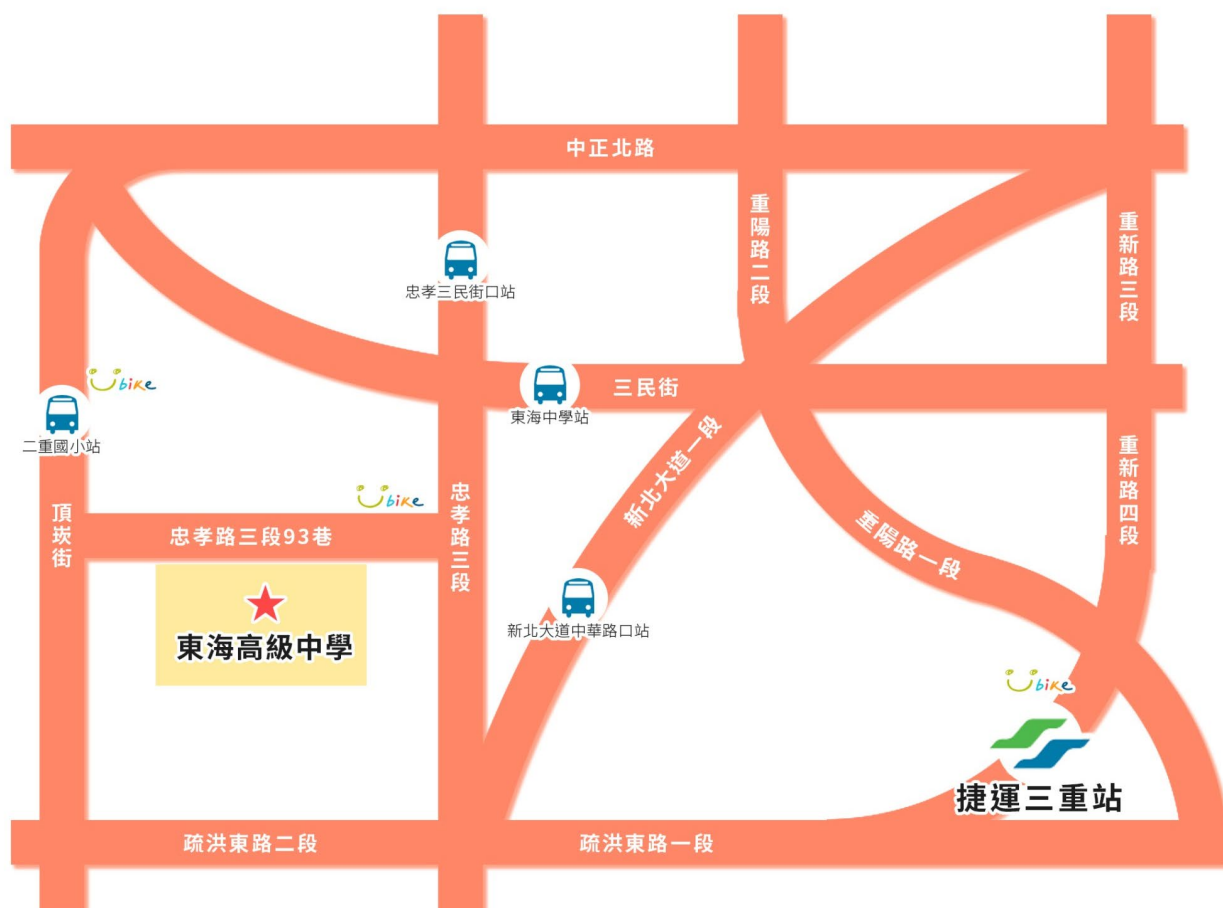 中正北路
重陽路二段
重新路三段
忠孝三民街口站
Ubike
三民街
東海中學站
二重國小站
新北大道一段
重新路四段
Ubike
頂崁街
忠孝路三段93巷
忠孝路三段
重陽路一段
東海高級中學
新北大道中華路口站
Ubike
捷運三重站
疏洪東路二段
疏洪東路一段